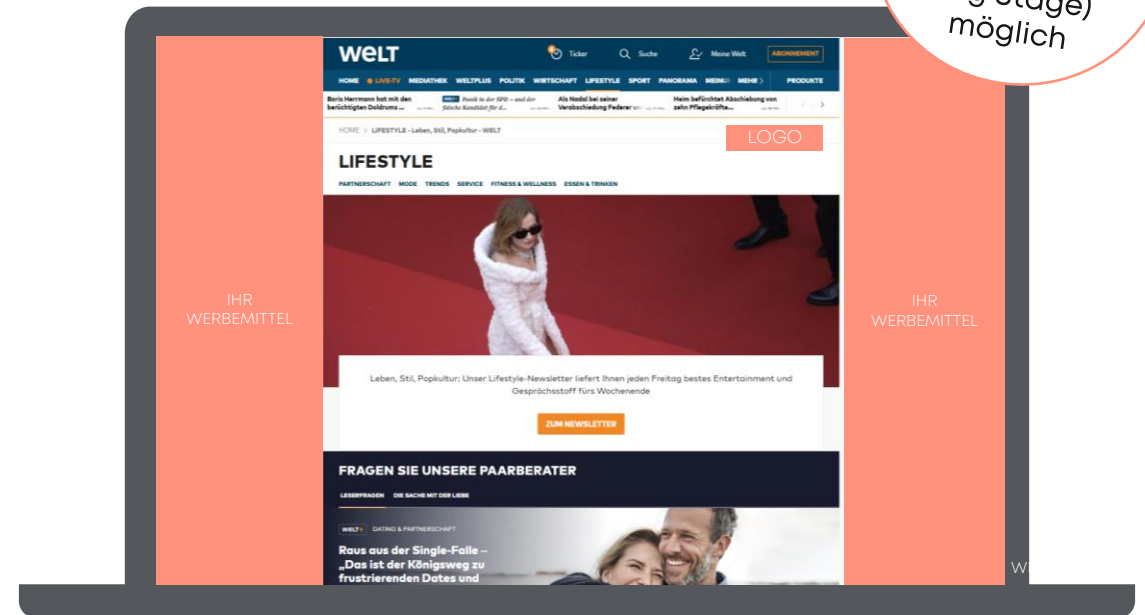 g Stage)
möglich
WELT
Ticker
Suche
Meine Welt
ABONNEMENT
HOME LIVE-TV MEDIATHEK WELTPLUS POLITIK WIRTSCHAFT LIFESTYLE SPORT PANORAMA MEINU MEHR PRODUKTE
Boris Herrmann hat mit den
berüchtigten Doldrums ...
Panik in der SPD – und der
falsche Kandidat für d...
Als Nadal bei seiner
Verabschiedung Federer
Heim befürchtet Abschiebung von
zehn Pflegekräfte...
HOME > LIFESTYLE - Leben, Stil, Popkultur - WELT
LOGO
LIFESTYLE
PARTNERSCHAFT MODE TRENDS SERVICE FITNESS & WELLNESS ESSEN & TRINKEN
IHR
WERBEMITTEL
IHR
WERBEMITTEL
Leben, Stil, Popkultur: Unser Lifestyle-Newsletter liefert Ihnen jeden Freitag bestes Entertainment und
Gesprächsstoff fürs Wochenende
ZUM NEWSLETTER
FRAGEN SIE UNSERE PAARBERATER
LESERFRAGEN DIE SACHE MIT DER LIEBE
WELT+ DATING & PARTNERSCHAFT
Raus aus der Single-Falle –
„Das ist der Königsweg zu
frustrierenden Dates und